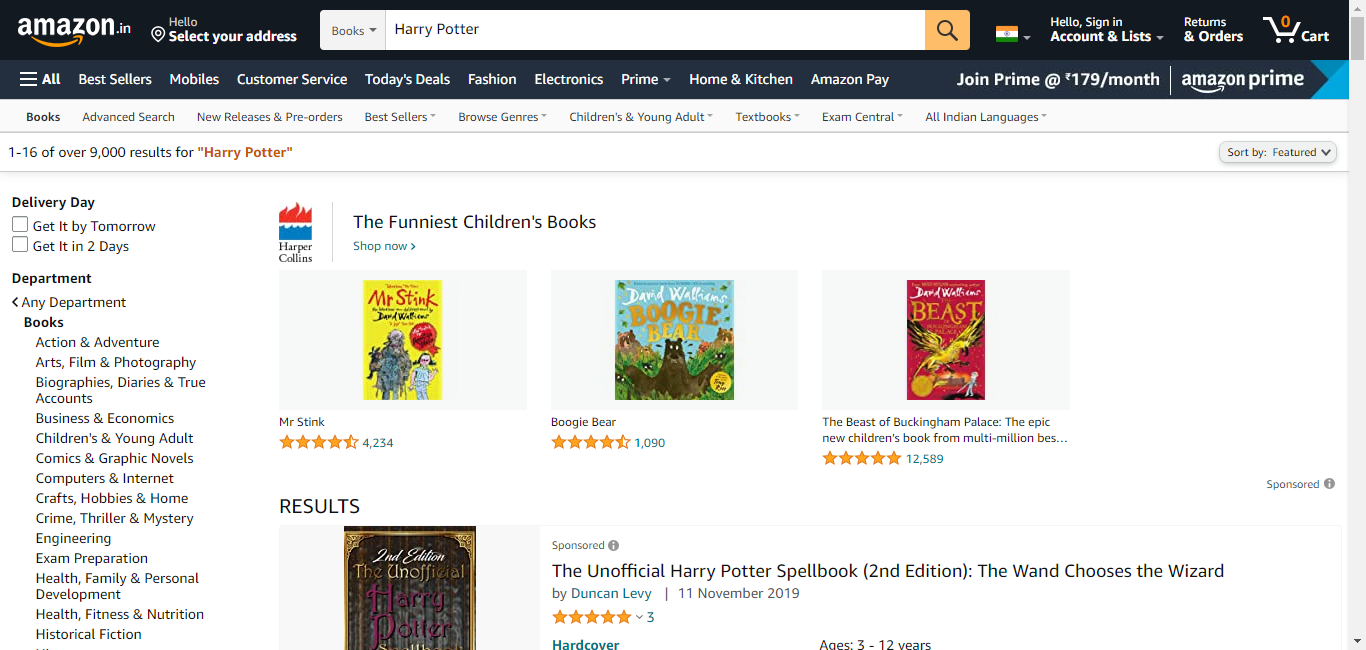 amazon.in
Hello
Select your address
Books
Harry Potter
Hello, Sign in
Account & Lists
Returns
& Orders
0
Cart
All
Best Sellers
Mobiles
Customer Service
Today's Deals
Fashion
Electronics
Prime
Home & Kitchen
Amazon Pay
Join Prime @ ₹179/month
amazon prime
Books
Advanced Search
New Releases & Pre-orders
Best Sellers
Browse Genres
Children's & Young Adult
Textbooks
Exam Central
All Indian Languages
1-16 of over 9,000 results for "Harry Potter"
Sort by: Featured
Delivery Day
Get It by Tomorrow
Get It in 2 Days
Department
Any Department
Books
Action & Adventure
Arts, Film & Photography
Biographies, Diaries & True
Accounts
Business & Economics
Children's & Young Adult
Comics & Graphic Novels
Computers & Internet
Crafts, Hobbies & Home
Crime, Thriller & Mystery
Engineering
Exam Preparation
Health, Family & Personal
Development
Health, Fitness & Nutrition
Historical Fiction
Harper
Collins
The Funniest Children's Books
Shop now
Mr Stink
David Walliams
Mr Stink
4,234
David Walliams
BOOGIE
BEAR
Boogie Bear
1,090
David Walliams
BEAST
The Beast of Buckingham Palace: The epic
new children's book from multi-million bes...
12,589
Sponsored
RESULTS
2nd Edition
The Unofficial
Harry
Potter
Spellbook
Sponsored
The Unofficial Harry Potter Spellbook (2nd Edition): The Wand Chooses the Wizard
by Duncan Levy | 11 November 2019
3
Hardcover
Ages: 3 - 12 years